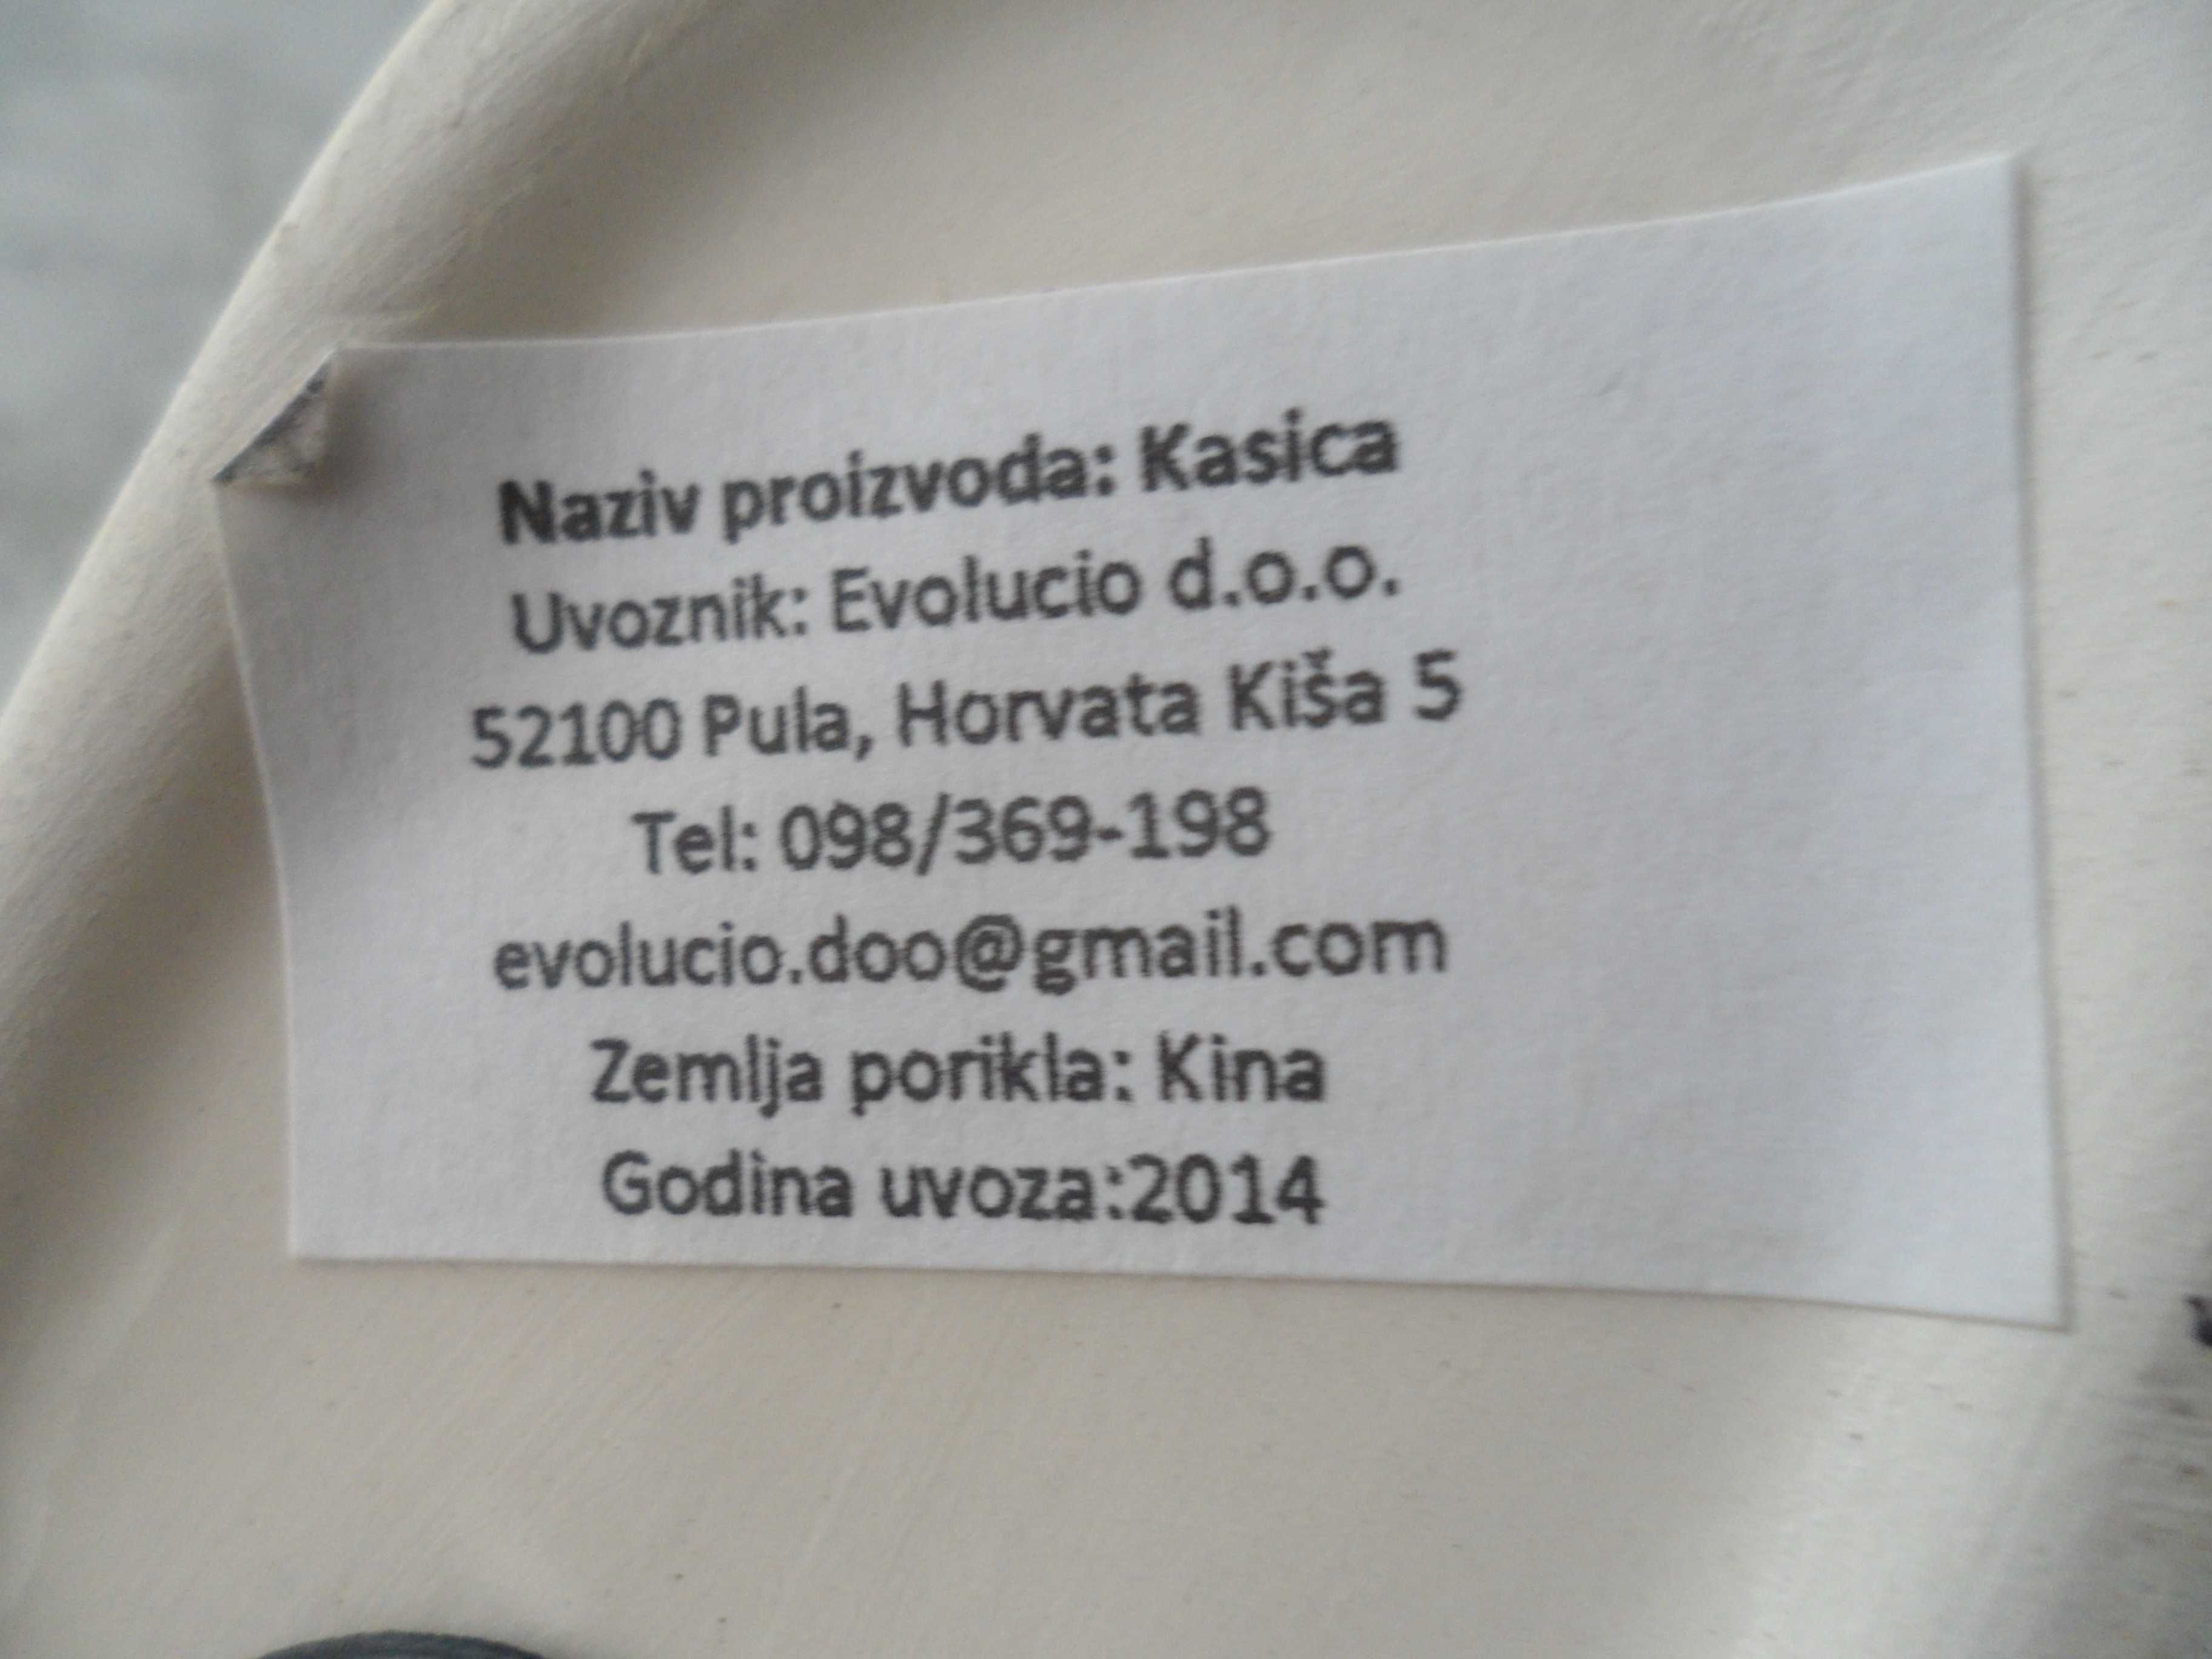 Naziv proizvoda: Kasica
Uvoznik: Evolucio d.o.o.
52100 Pula, Horvata Kiša 5
Tel: 098/369-198
evolucio.doo@gmail.com
Zemlja porikla: Kina
Godina uvoza:2014